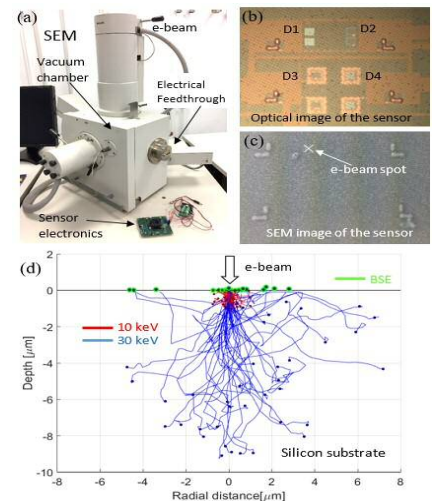 (a)
SEM
e-beam
Vacuum
chamber
Electrical
Feedthrough
Sensor
electronics
(b)
D1
D2
D3
D4
Optical image of the sensor
(c)
e-beam spot
SEM image of the sensor
(d)
e-beam
BSE
10 keV
30 keV
Silicon substrate
Depth [μm]
2
0
-2
-4
-6
-8
-10
-8
-6
-4
-2
0
2
4
6
8
Radial distance[μm]